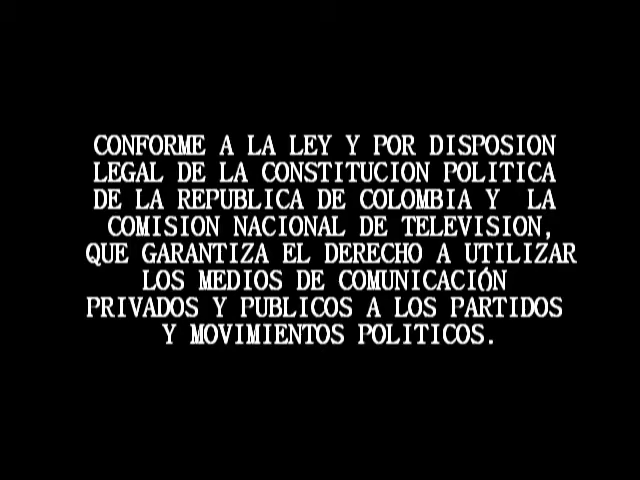 CONFORME A LA LEY Y POR DISPOSION
LEGAL DE LA CONSTITUCION POLITICA
DE LA REPUBLICA DE COLOMBIA Y LA
COMISION NACIONAL DE TELEVISION,
QUE GARANTIZA EL DERECHO A UTILIZAR
LOS MEDIOS DE COMUNICACIÓN
PRIVADOS Y PUBLICOS A LOS PARTIDOS
Y MOVIMIENTOS POLITICOS.